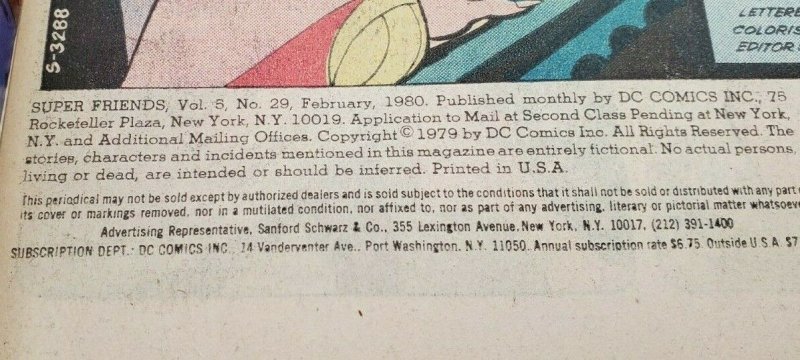 S-3288
LETTERE
COLORIS
EDITOR
SUPER FRIENDS, Vol. 5, No. 29, February, 1980. Published monthly by DC COMICS INC., 75
Rockefeller Plaza, New York, N.Y. 10019. Application to Mail at Second Class Pending at New York,
N.Y. and Additional Mailing Offices. Copyright © 1979 by DC Comics Inc. All Rights Reserved. The
stories, characters and incidents mentioned in this magazine are entirely fictional. No actual persons,
living or dead, are intended or should be inferred. Printed in U.S.A.
This periodical may not be sold except by authorized dealers and is sold subject to the conditions that it shall not be sold or distributed with any part o
its cover or markings removed, nor in a mutilated condition, nor affixed to, nor as part of any advertising, literary or pictorial matter whatsoeve
Advertising Representative, Sanford Schwarz & Co., 355 Lexington Avenue, New York, N.Y. 10017, (212) 391-1400
SUBSCRIPTION DEPT.: DC COMICS INC., 14 Vanderventer Ave., Port Washington, N.Y. 11050. Annual subscription rate $6.75. Outside U.S.A. $7